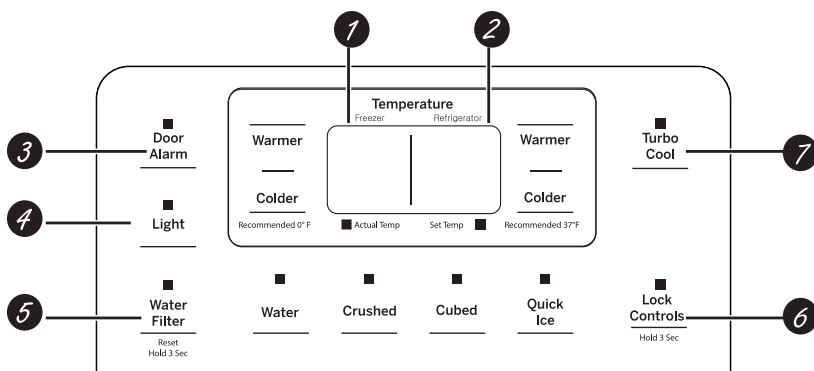 1 2
Temperature
Freezer Refrigerator
3 Door Alarm
Warmer Warmer
Turbo Cool 7
4 Light
Colder Colder
Recommended 0° F Actual Temp Set Temp Recommended 37°F
5 Water Filter
Reset
Hold 3 Sec
Water Crushed Cubed Quick Ice
Lock Controls 6
Hold 3 Sec